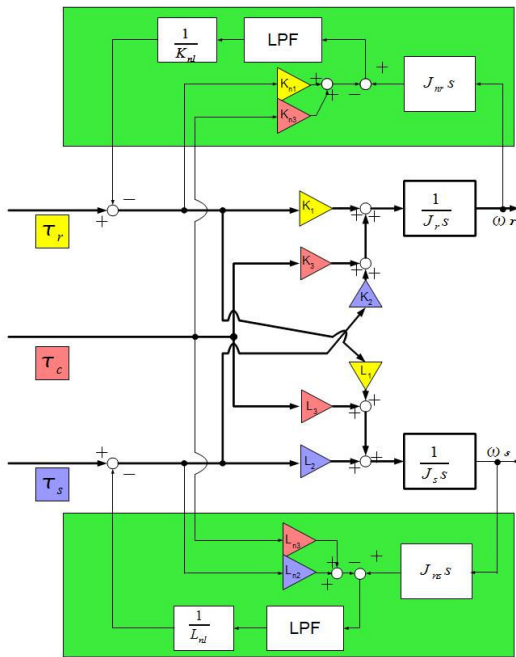 1
K_nl
LPF
J_nr s
+
−
+
+
−
K_n1
K_n3
−
+
τ_r
K_1
+
+
1
J_r s
ω_r
K_3
+
+
K_2
τ_c
L_1
L_3
+
+
τ_s
+
−
L_2
+
+
1
J_s s
ω_s
L_n3
L_n2
+
+
−
+
J_ns s
1
L_nl
LPF